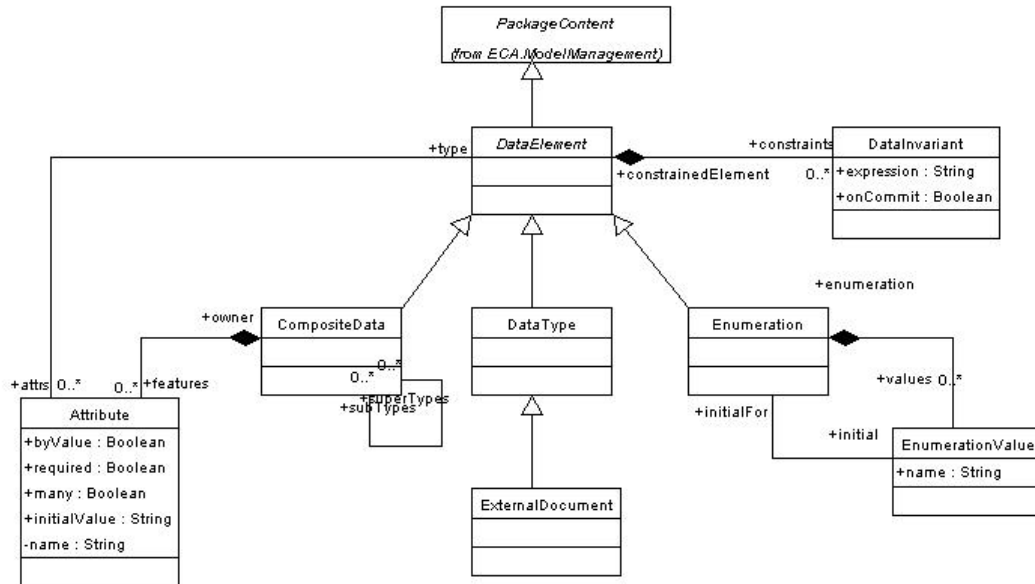 PackageContent
(from ECA.ModelManagement)
+type
DataElement
+constraints
DataInvariant
+constrainedElement
0..*
+expression : String
+onCommit : Boolean
+enumeration
+owner
CompositeData
DataType
Enumeration
+attrs
0..*
0..*
+features
0..*
0..*
+superTypes
+subTypes
+values
0..*
Attribute
+byValue : Boolean
+required : Boolean
+many : Boolean
+initialValue : String
-name : String
+initialFor
+initial
EnumerationValue
+name : String
ExternalDocument